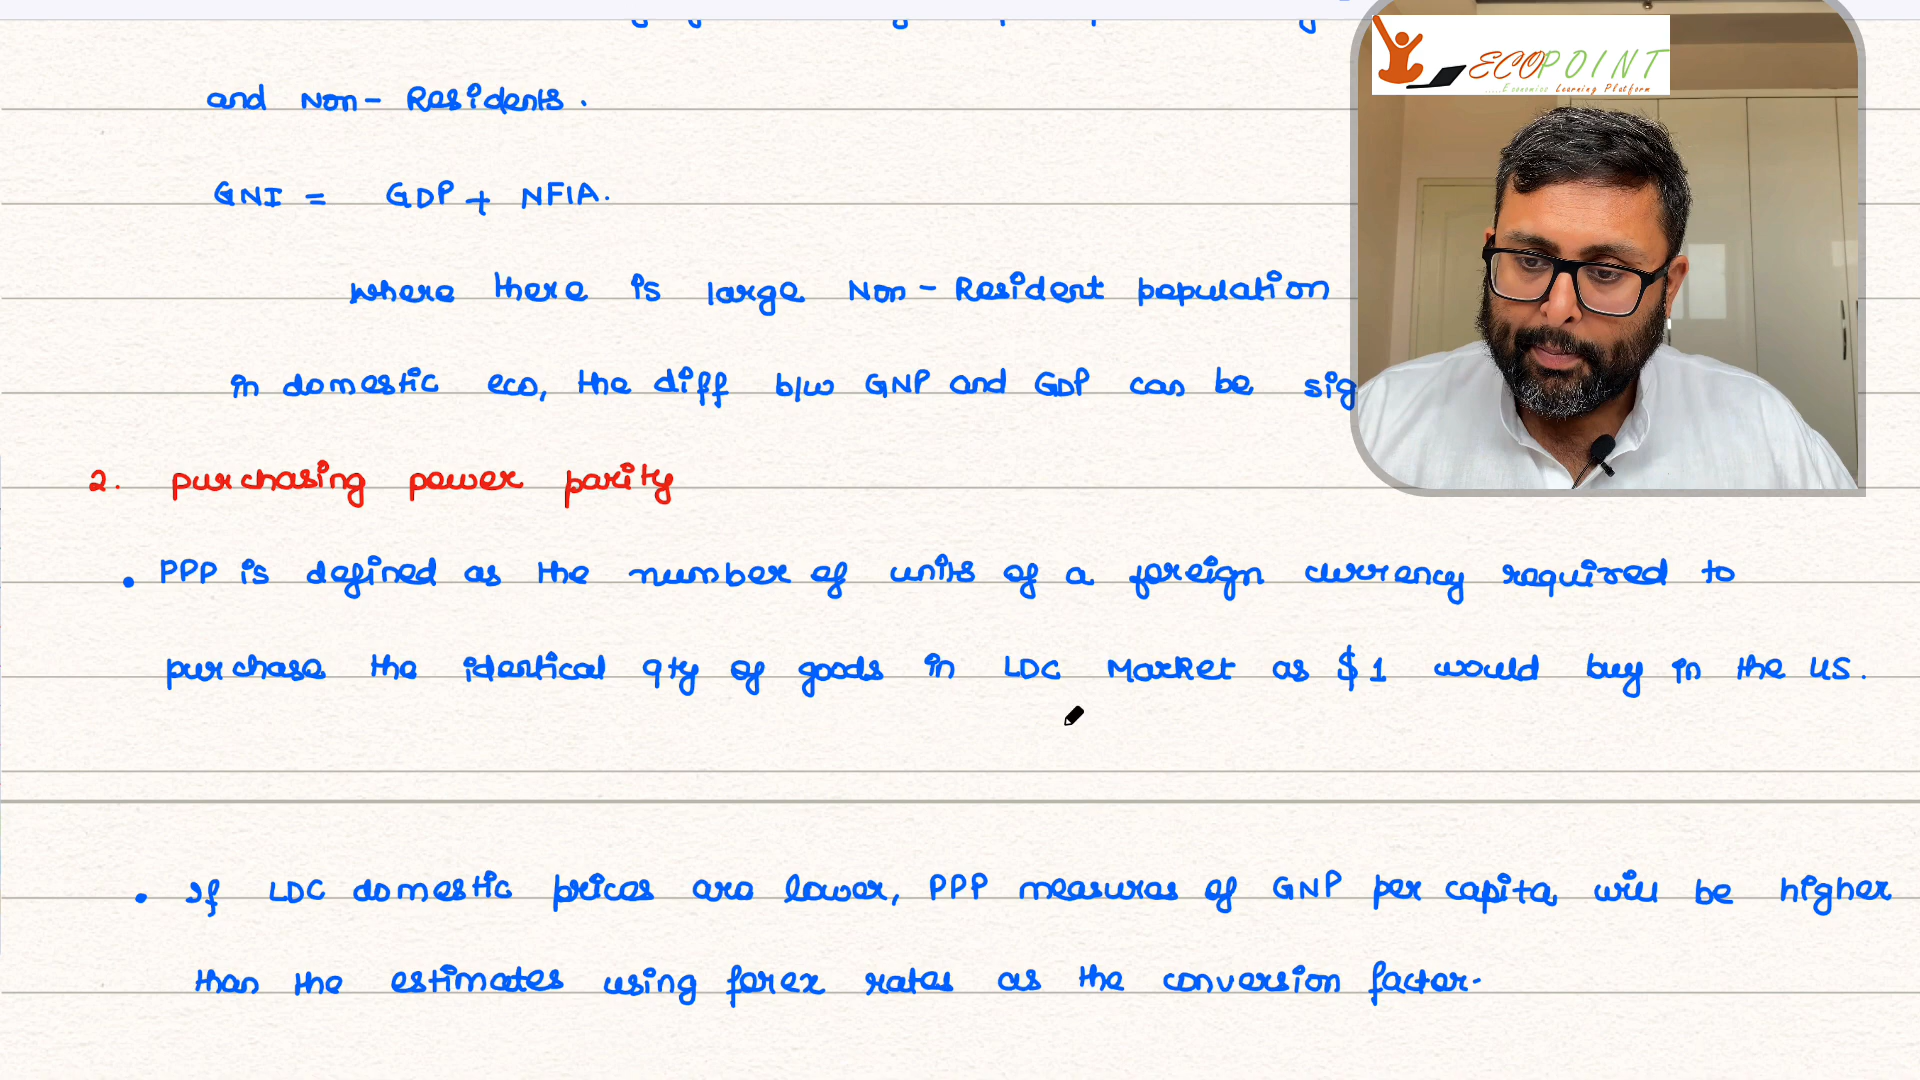 ECOPOINT
.....Economics Learning Platform
and Non-Residents.
GNI = GDP + NFIA.
where there is large Non-Resident population
in domestic eco, the diff b/w GNP and GDP can be sig
2. purchasing power parity
• PPP is defined as the number of units of a foreign currency required to
purchase the identical qty of goods in LDC Market as $1 would buy in the US.
• If LDC domestic prices are lower, PPP measures of GNP per capita will be higher
than the estimates using forex rates as the conversion factor.